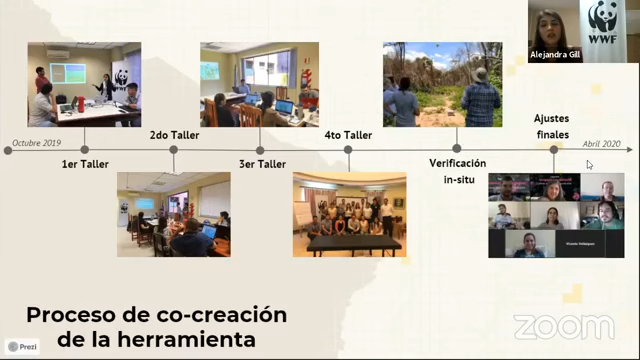 WWF
Alejandra Gill
Octubre 2019
2do Taller
4to Taller
Ajustes
finales
Abril 2020
1er Taller
3er Taller
Verificación
in-situ
Proceso de co-creación
de la herramienta
Prezi
zoom